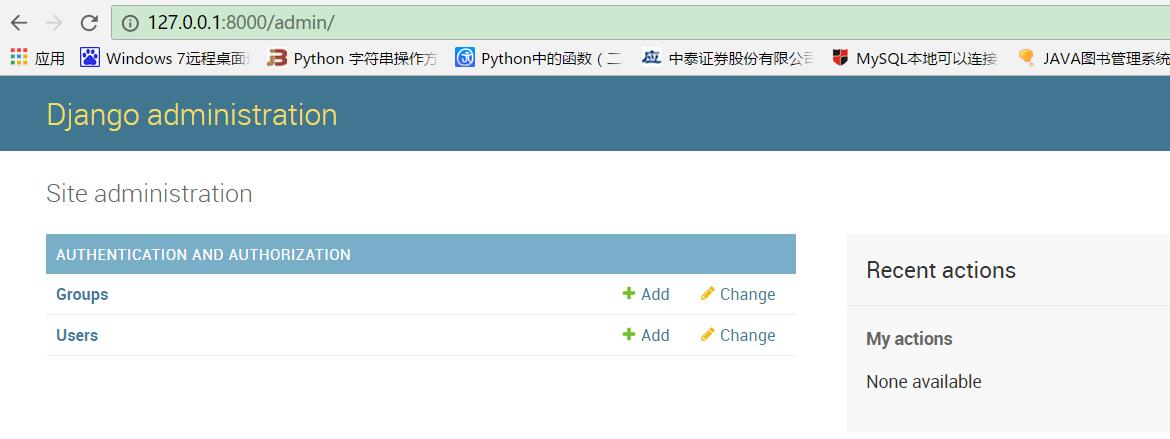 127.0.0.1:8000/admin/
应用 Windows 7远程桌面 Python 字符串操作方 Python中的函数（二 中泰证券股份有限公 MySQL本地可以连接 JAVA图书管理系统
Django administration
Site administration
AUTHENTICATION AND AUTHORIZATION
Groups Add Change
Users Add Change
Recent actions
My actions
None available